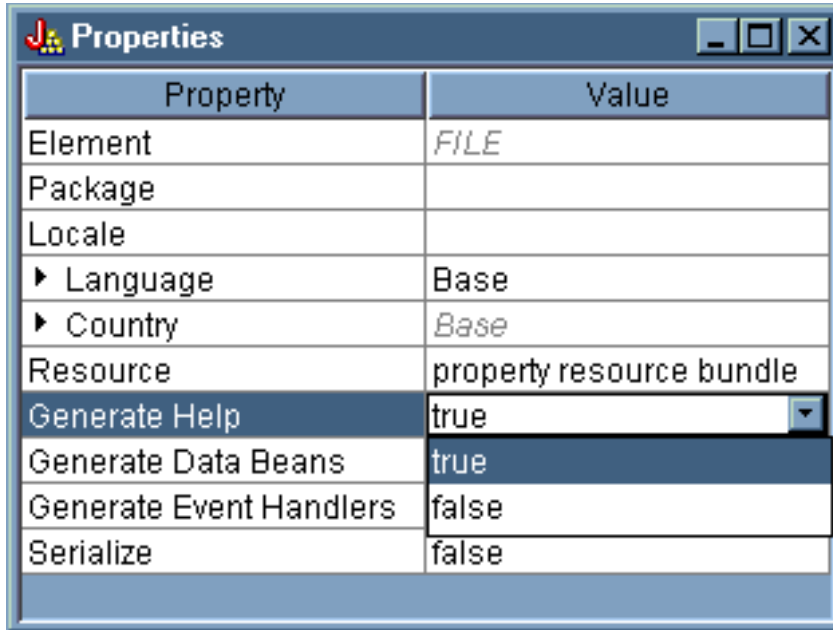 Properties
Property Value
Element FILE
Package
Locale
Language Base
Country Base
Resource property resource bundle
Generate Help true
Generate Data Beans true
Generate Event Handlers false
Serialize false